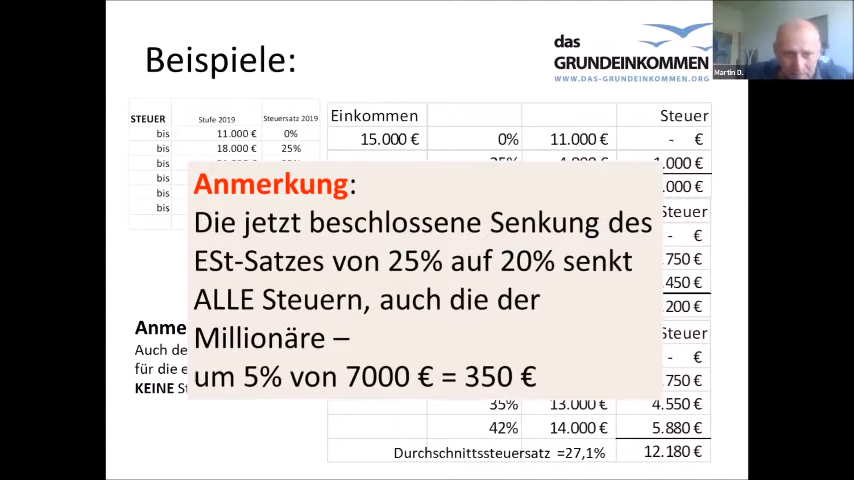 Beispiele:
das
GRUNDEINKOMMEN
WWW.DAS-GRUNDEINKOMMEN.ORG
Martin D.
STEUER Stufe 2019 Steuersatz 2019
bis 11.000 € 0%
bis 18.000 € 25%
bis
bis
bis
bis
Einkommen Steuer
15.000 € 0% 11.000 € - €
1.000 €
.000 €
Steuer
- €
.750 €
.450 €
.200 €
Steuer
- €
.750 €
35% 13.000 € 4.550 €
42% 14.000 € 5.880 €
Durchschnittssteuersatz =27,1% 12.180 €
Anmerkung:
Die jetzt beschlossene Senkung des
ESt-Satzes von 25% auf 20% senkt
ALLE Steuern, auch die der
Millionäre –
um 5% von 7000 € = 350 €
Anme
Auch de
für die e
KEINE St